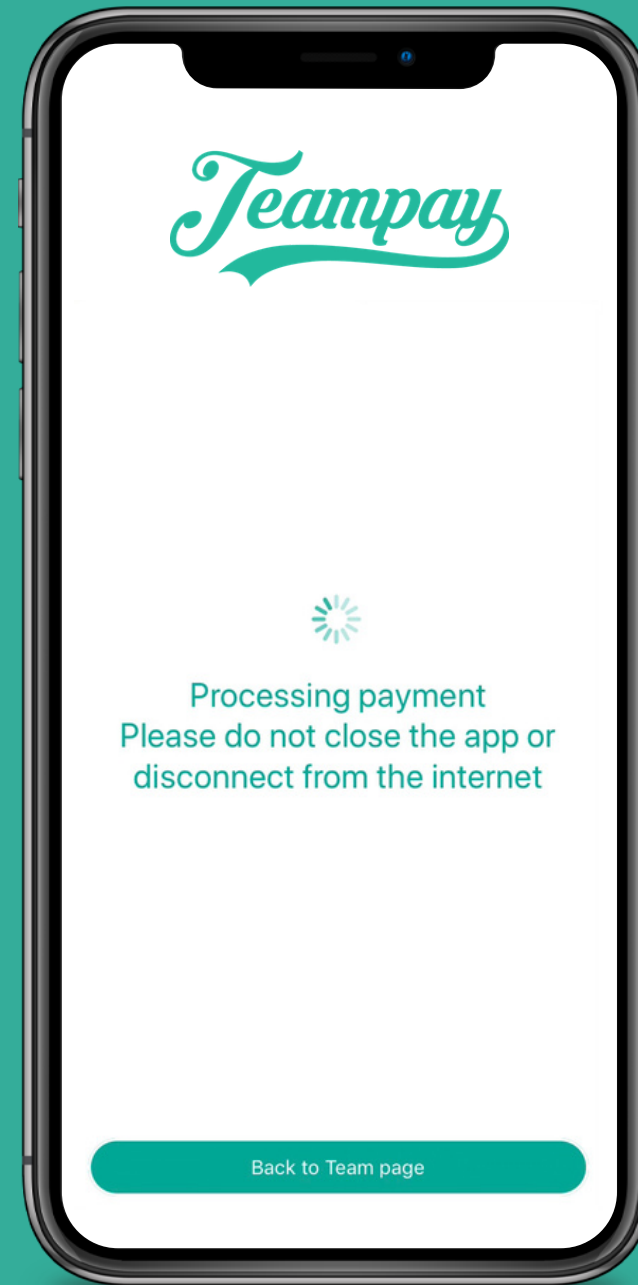 Teampay
Processing payment
Please do not close the app or
disconnect from the internet
Back to Team page